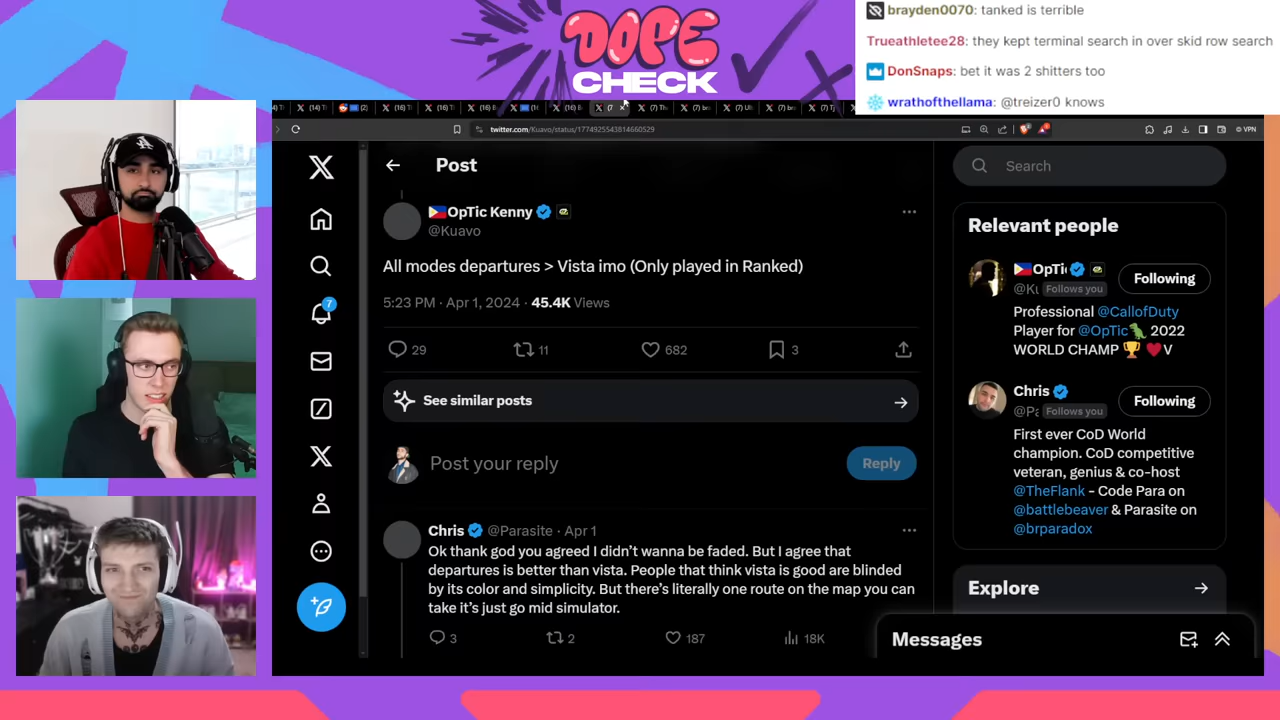 DOPE
CHECK
brayden0070: tanked is terrible
Trueathletee28: they kept terminal search in over skid row search
DonSnaps: bet it was 2 shitters too
wrathofthellama: @treizer0 knows
twitter.com/Kuavo/status/1774925543814660529
VPN
Post
Search
🇵🇭OpTic Kenny
@Kuavo
All modes departures > Vista imo (Only played in Ranked)
5:23 PM · Apr 1, 2024 · 45.4K Views
29
11
682
3
See similar posts
Post your reply
Reply
Chris @Parasite · Apr 1
Ok thank god you agreed I didn’t wanna be faded. But I agree that
departures is better than vista. People that think vista is good are blinded
by its color and simplicity. But there’s literally one route on the map you can
take it’s just go mid simulator.
3
2
187
18K
7
Relevant people
🇵🇭OpTi
@Ku Follows you
Following
Professional @CallofDuty
Player for @OpTic🦖 2022
WORLD CHAMP 🏆 ❤️V
Chris
@Pa Follows you
Following
First ever CoD World
champion. CoD competitive
veteran, genius & co-host
@TheFlank - Code Para on
@battlebeaver & Parasite on
@brparadox
Explore
Messages